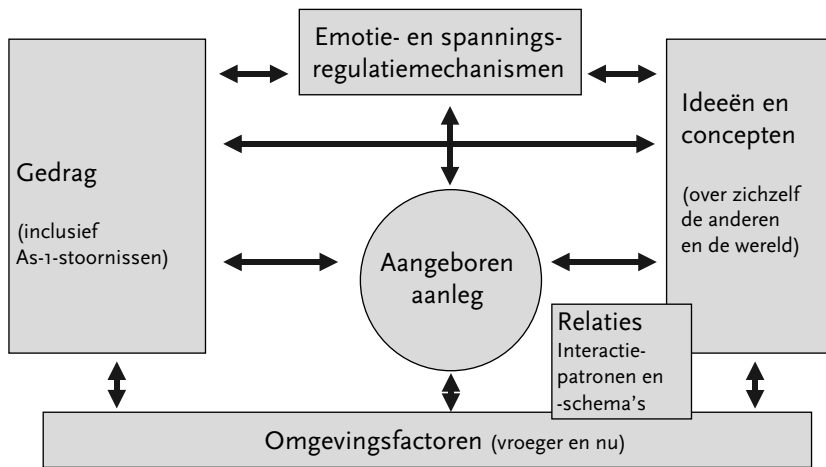 Emotie- en spannings-
regulatiemechanismen
Gedrag
(inclusief
As-1-stoornissen)
Ideeën en
concepten
(over zichzelf
de anderen
en de wereld)
Aangeboren
aanleg
Relaties
Interactie-
patronen en
-schema's
Omgevingsfactoren (vroeger en nu)